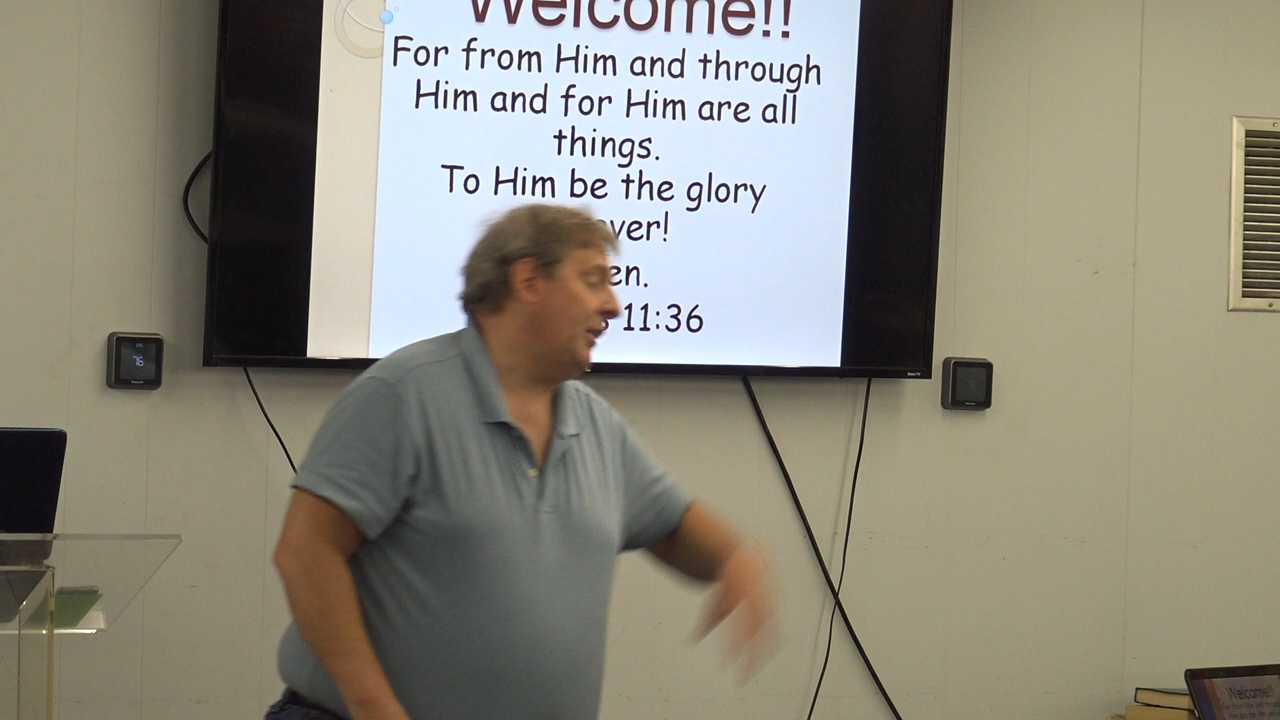 Welcome!!
For from Him and through
Him and for Him are all
things.
To Him be the glory
ver!
en.
11:36
76
Welcome!!